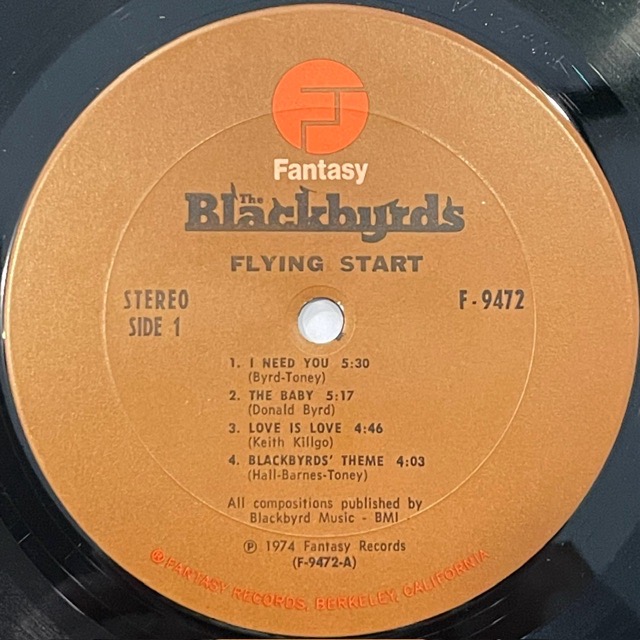 Fantasy
The
Blackbyrds
FLYING START
STEREO
SIDE 1
F-9472
1. I NEED YOU 5:30
(Byrd-Toney)
2. THE BABY 5:17
(Donald Byrd)
3. LOVE IS LOVE 4:46
(Keith Killgo)
4. BLACKBYRDS' THEME 4:03
(Hall-Barnes-Toney)
All compositions published by
Blackbyrd Music - BMI
℗ 1974 Fantasy Records
(F-9472-A)
® FANTASY RECORDS, BERKELEY, CALIFORNIA